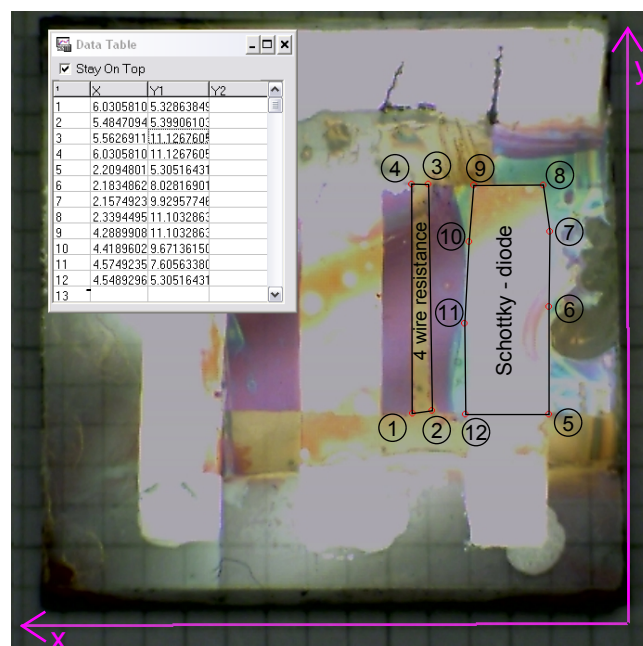 Data Table
Stay On Top
1 X Y1 Y2
1 6.0305810 5.32863849
2 5.4847094 5.39906103
3 5.5626911 11.1267605
4 6.0305810 11.1267605
5 2.2094801 5.30516431
6 2.1834862 8.02816901
7 2.1574923 9.92957746
8 2.3394495 11.1032863
9 4.2889908 11.1032863
10 4.4189602 9.67136150
11 4.5749235 7.60563380
12 4.5489296 5.30516431
13
y
4 3 9 8
10 7
11 6
4 wire resistance
Schottky - diode
1 2 12 5
x